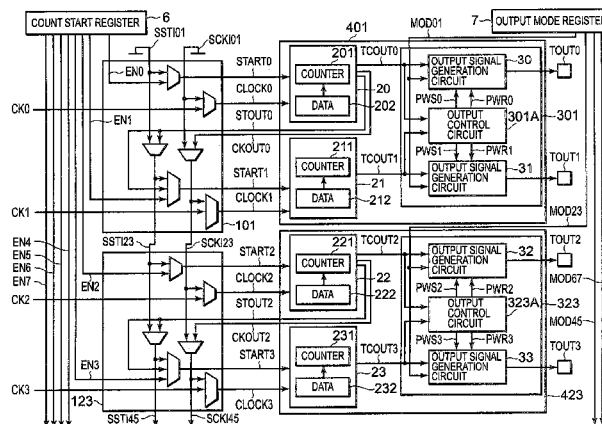 COUNT START REGISTER
6
SSTI01
SCKI01
401
MOD01
7
OUTPUT MODE REGISTER
EN0
START0
201
COUNTER
TCOUT0
OUTPUT SIGNAL GENERATION CIRCUIT
30
TOUT0
CK0
CLOCK0
DATA
20
202
PWS0
PWR0
EN1
STOUT0
OUTPUT CONTROL CIRCUIT
301A
301
CKOUT0
211
COUNTER
TCOUT1
PWS1
PWR1
TOUT1
START1
21
OUTPUT SIGNAL GENERATION CIRCUIT
31
CK1
CLOCK1
DATA
212
101
MOD23
EN4
EN5
EN6
EN7
SSTI23
SCKI23
START2
221
COUNTER
TCOUT2
OUTPUT SIGNAL GENERATION CIRCUIT
32
TOUT2
EN2
CK2
CLOCK2
DATA
22
222
PWS2
PWR2
MOD67
STOUT2
OUTPUT CONTROL CIRCUIT
323A
323
MOD45
CKOUT2
START3
231
COUNTER
TCOUT3
PWS3
PWR3
TOUT3
EN3
23
OUTPUT SIGNAL GENERATION CIRCUIT
33
CK3
CLOCK3
DATA
232
123
SSTI45
SCKI45
423